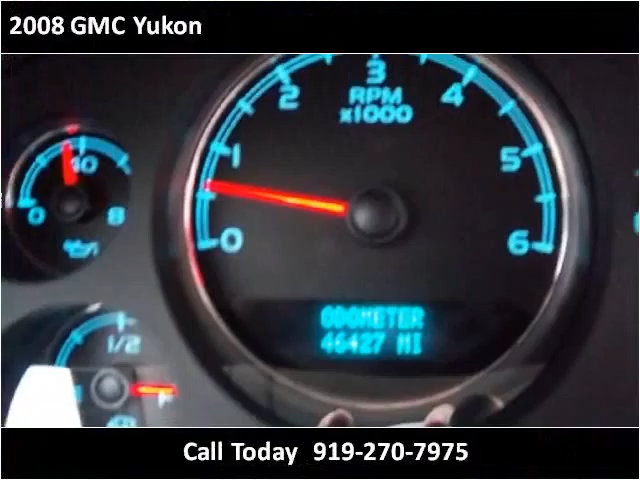 2008 GMC Yukon
3
2 4
RPM
x1000
1 5
0 6
40
0 8
ODOMETER
46427 MI
1/2
F
Call Today 919-270-7975